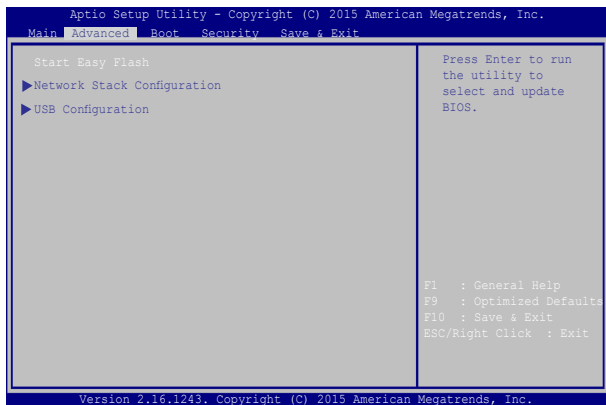 Aptio Setup Utility - Copyright (C) 2015 American Megatrends, Inc.
Main Advanced Boot Security Save & Exit
Start Easy Flash
Network Stack Configuration
USB Configuration
Press Enter to run
the utility to
select and update
BIOS.
F1 : General Help
F9 : Optimized Defaults
F10 : Save & Exit
ESC/Right Click : Exit
Version 2.16.1243. Copyright (C) 2015 American Megatrends, Inc.